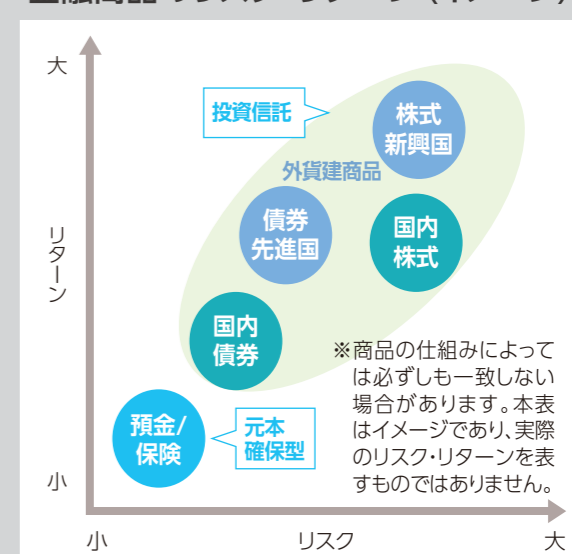 大
投資信託
株式
新興国
外貨建商品
債券
先進国
国内
株式
リターン
国内
債券
※商品の仕組みによって
は必ずしも一致しない
場合があります。本表
はイメージであり、実際
のリスク・リターンを表
すものではありません。
預金/
保険
元本
確保型
小
小
リスク
大